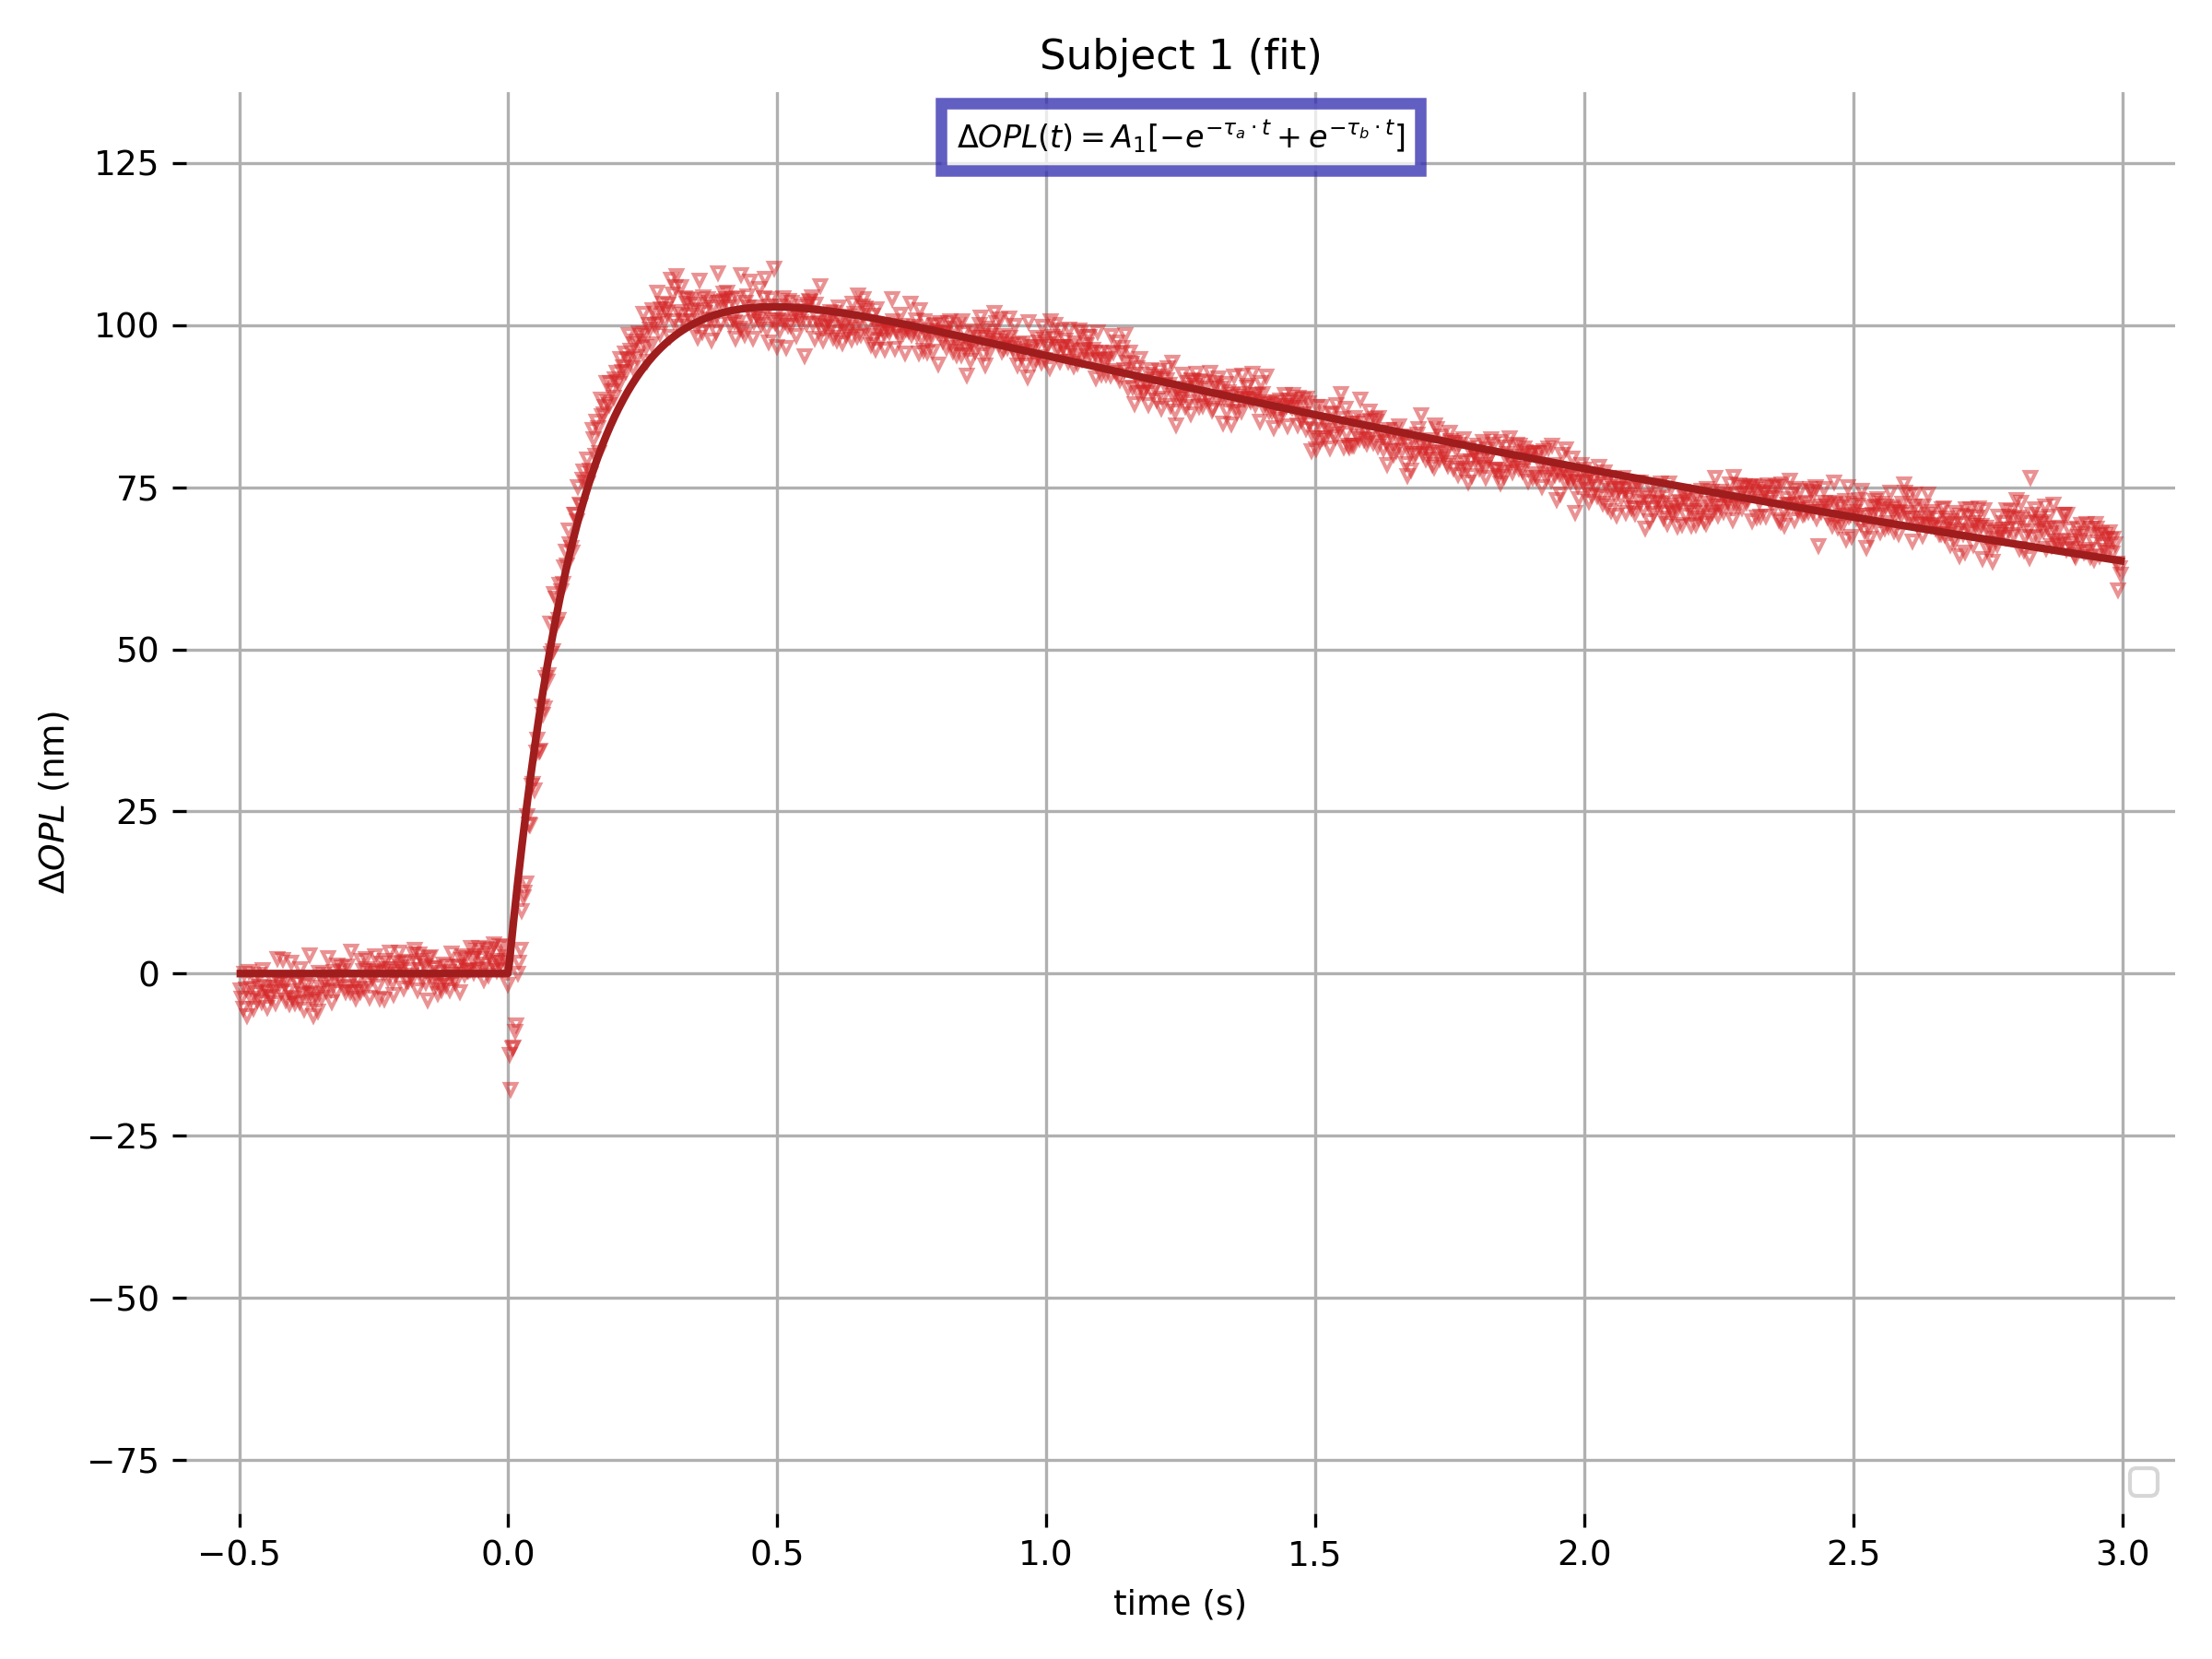 Subject 1 (fit)
ΔOPL(t) = A₁[−e^{−τₐ·t} + e^{−τ_b·t}]
125
100
75
50
25
0
−25
−50
−75
ΔOPL (nm)
−0.5 0.0 0.5 1.0 1.5 2.0 2.5 3.0
time (s)